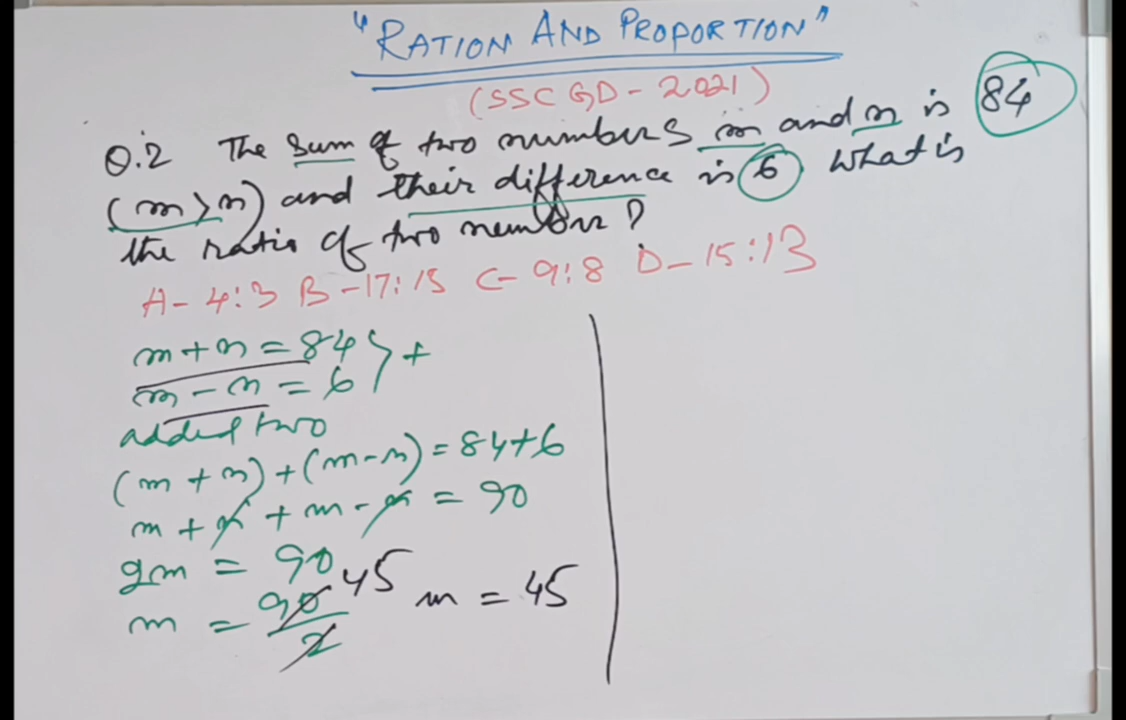 "RATION AND PROPORTION"
(SSC GD - 2021)
Q.2 The sum of two numbers m and n is 84
(m > n) and their difference is 6. What is
the ratio of two number?
A- 4:3 B-17:15 C- 9:8 D-15:13
m + n = 84 } +
m - n = 6
added two
(m + n) + (m - n) = 84 + 6
m + n + m - n = 90
2m = 90
m = 90/2 45 m = 45